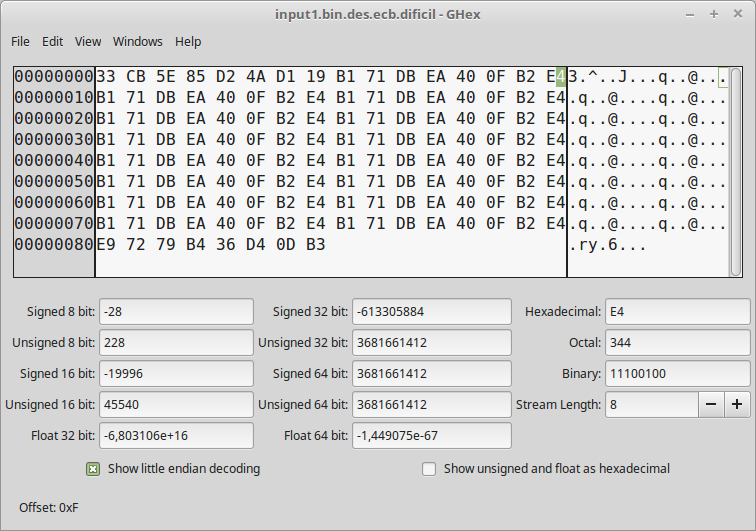 input1.bin.des.ecb.dificil - GHex
File Edit View Windows Help
00000000 33 CB 5E 85 D2 4A D1 19 B1 71 DB EA 40 0F B2 E4 3.^..J...q..@...
00000010 B1 71 DB EA 40 0F B2 E4 B1 71 DB EA 40 0F B2 E4 .q..@....q..@...
00000020 B1 71 DB EA 40 0F B2 E4 B1 71 DB EA 40 0F B2 E4 .q..@....q..@...
00000030 B1 71 DB EA 40 0F B2 E4 B1 71 DB EA 40 0F B2 E4 .q..@....q..@...
00000040 B1 71 DB EA 40 0F B2 E4 B1 71 DB EA 40 0F B2 E4 .q..@....q..@...
00000050 B1 71 DB EA 40 0F B2 E4 B1 71 DB EA 40 0F B2 E4 .q..@....q..@...
00000060 B1 71 DB EA 40 0F B2 E4 B1 71 DB EA 40 0F B2 E4 .q..@....q..@...
00000070 B1 71 DB EA 40 0F B2 E4 B1 71 DB EA 40 0F B2 E4 .q..@....q..@...
00000080 E9 72 79 B4 36 D4 0D B3 .ry.6...
Signed 8 bit: -28 Signed 32 bit: -613305884 Hexadecimal: E4
Unsigned 8 bit: 228 Unsigned 32 bit: 3681661412 Octal: 344
Signed 16 bit: -19996 Signed 64 bit: 3681661412 Binary: 11100100
Unsigned 16 bit: 45540 Unsigned 64 bit: 3681661412 Stream Length: 8
Float 32 bit: -6,803106e+16 Float 64 bit: -1,449075e-67
Show little endian decoding Show unsigned and float as hexadecimal
Offset: 0xF